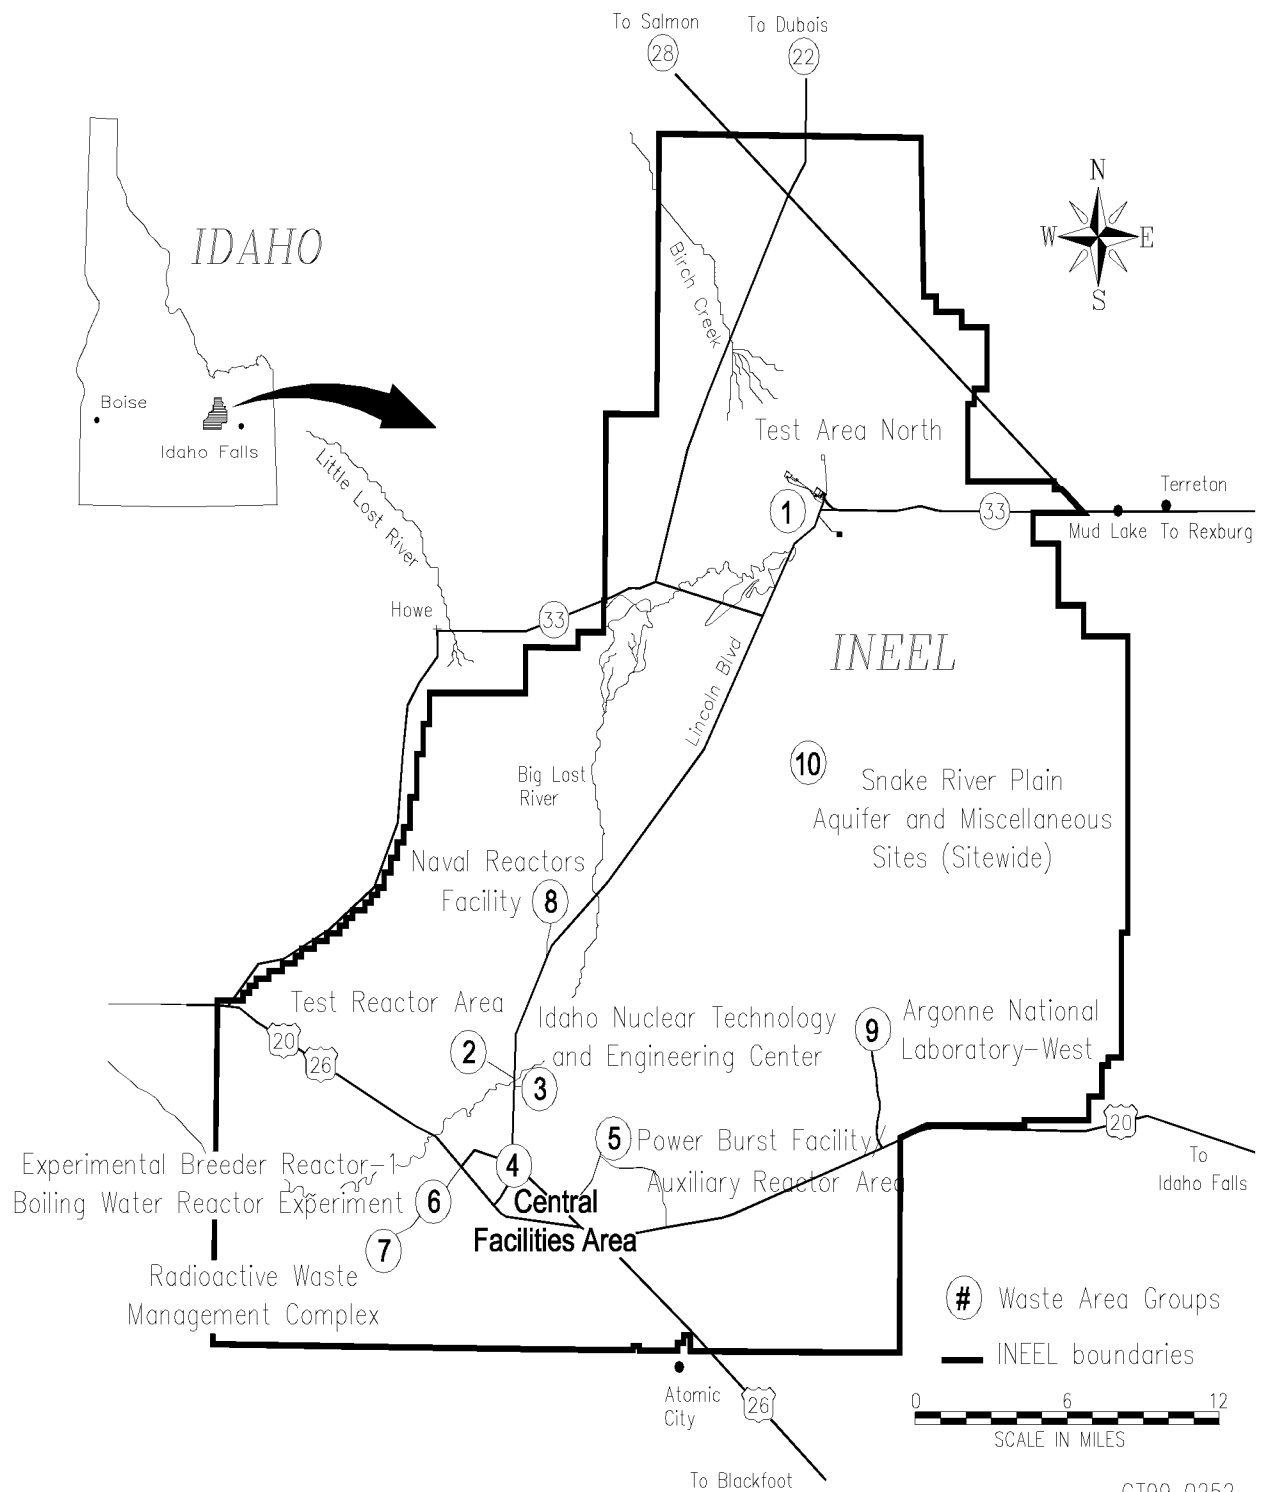 To Salmon
28
To Dubois
22
N
W E
S
IDAHO
Birch Creek
Boise
Idaho Falls
Little Lost River
Test Area North
1
33
Terreton
Mud Lake To Rexburg
Howe
33
INEEL
Lincoln Blvd
10
Big Lost
River
Snake River Plain
Aquifer and Miscellaneous
Sites (Sitewide)
Naval Reactors
Facility
8
Test Reactor Area
20
26
2
Idaho Nuclear Technology
and Engineering Center
3
9
Argonne National
Laboratory-West
20
To
Idaho Falls
5
Power Burst Facility/
Auxiliary Reactor Area
Experimental Breeder Reactor-1
Boiling Water Reactor Experiment
4
6
Central
Facilities Area
7
Radioactive Waste
Management Complex
# Waste Area Groups
INEEL boundaries
Atomic
City
26
0 6 12
SCALE IN MILES
To Blackfoot